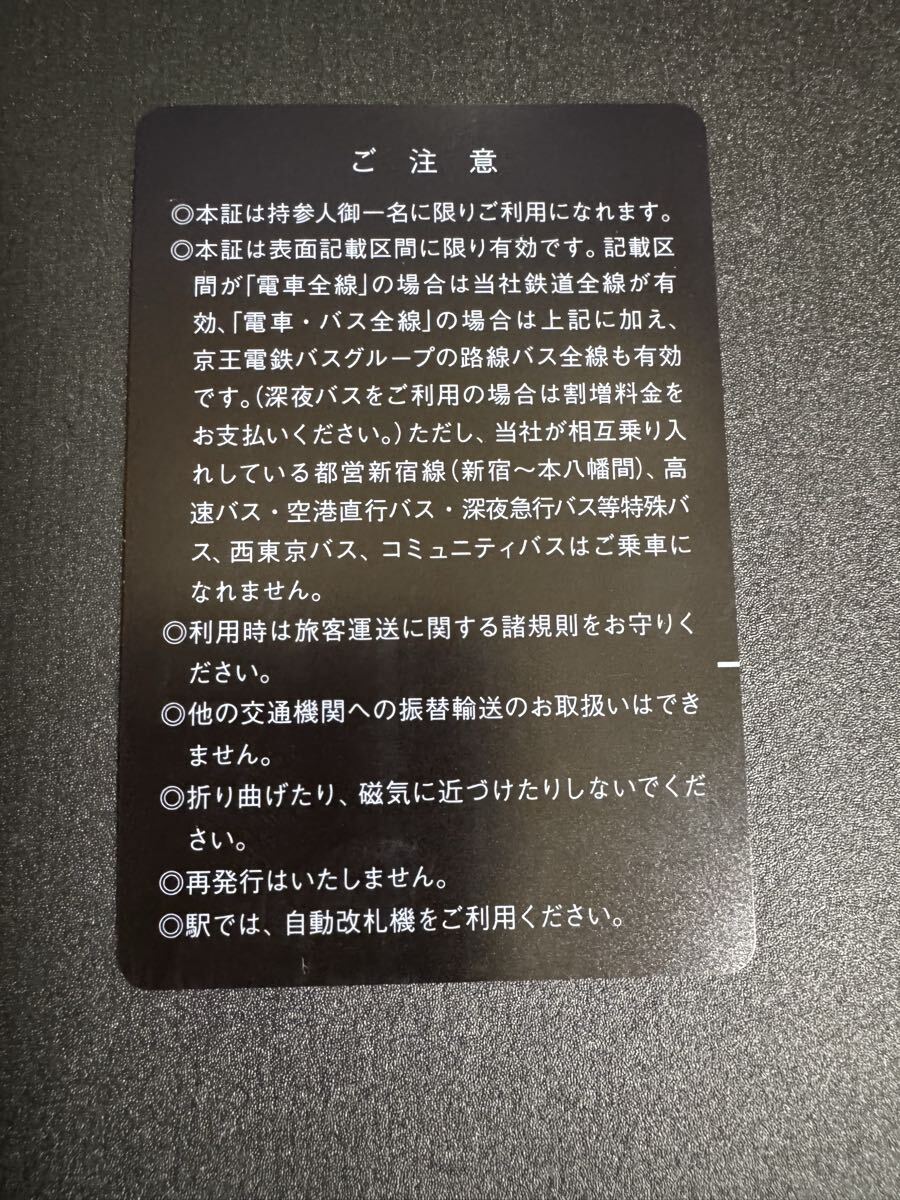 ご注意
◎本証は持参人御一名に限りご利用になれます。
◎本証は表面記載区間に限り有効です。記載区
間が「電車全線」の場合は当社鉄道全線が有
効、「電車・バス全線」の場合は上記に加え、
京王電鉄バスグループの路線バス全線も有効
です。(深夜バスをご利用の場合は割増料金を
お支払いください。)ただし、当社が相互乗り入
れしている都営新宿線(新宿～本八幡間)、高
速バス・空港直行バス・深夜急行バス等特殊バ
ス、西東京バス、コミュニティバスはご乗車に
なれません。
◎利用時は旅客運送に関する諸規則をお守りく
ださい。
◎他の交通機関への振替輸送のお取扱いはでき
ません。
◎折り曲げたり、磁気に近づけたりしないでくだ
さい。
◎再発行はいたしません。
◎駅では、自動改札機をご利用ください。